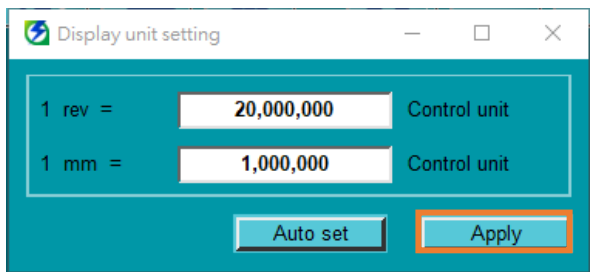 Display unit setting
1 rev = 20,000,000 Control unit
1 mm = 1,000,000 Control unit
Auto set Apply